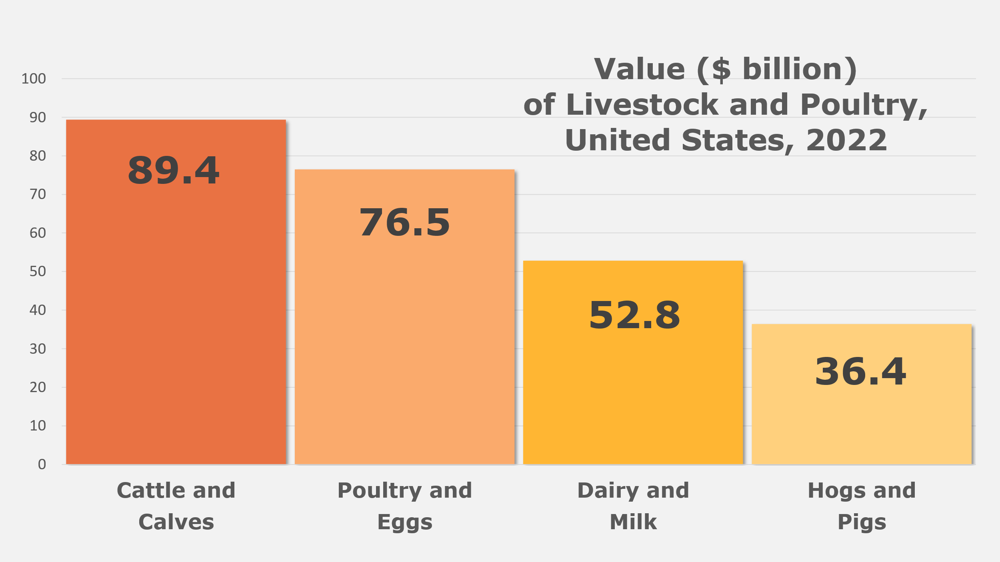 Value ($ billion)
of Livestock and Poultry,
United States, 2022
100
90
80
70
60
50
40
30
20
10
0
89.4
76.5
52.8
36.4
Cattle and
Calves
Poultry and
Eggs
Dairy and
Milk
Hogs and
Pigs